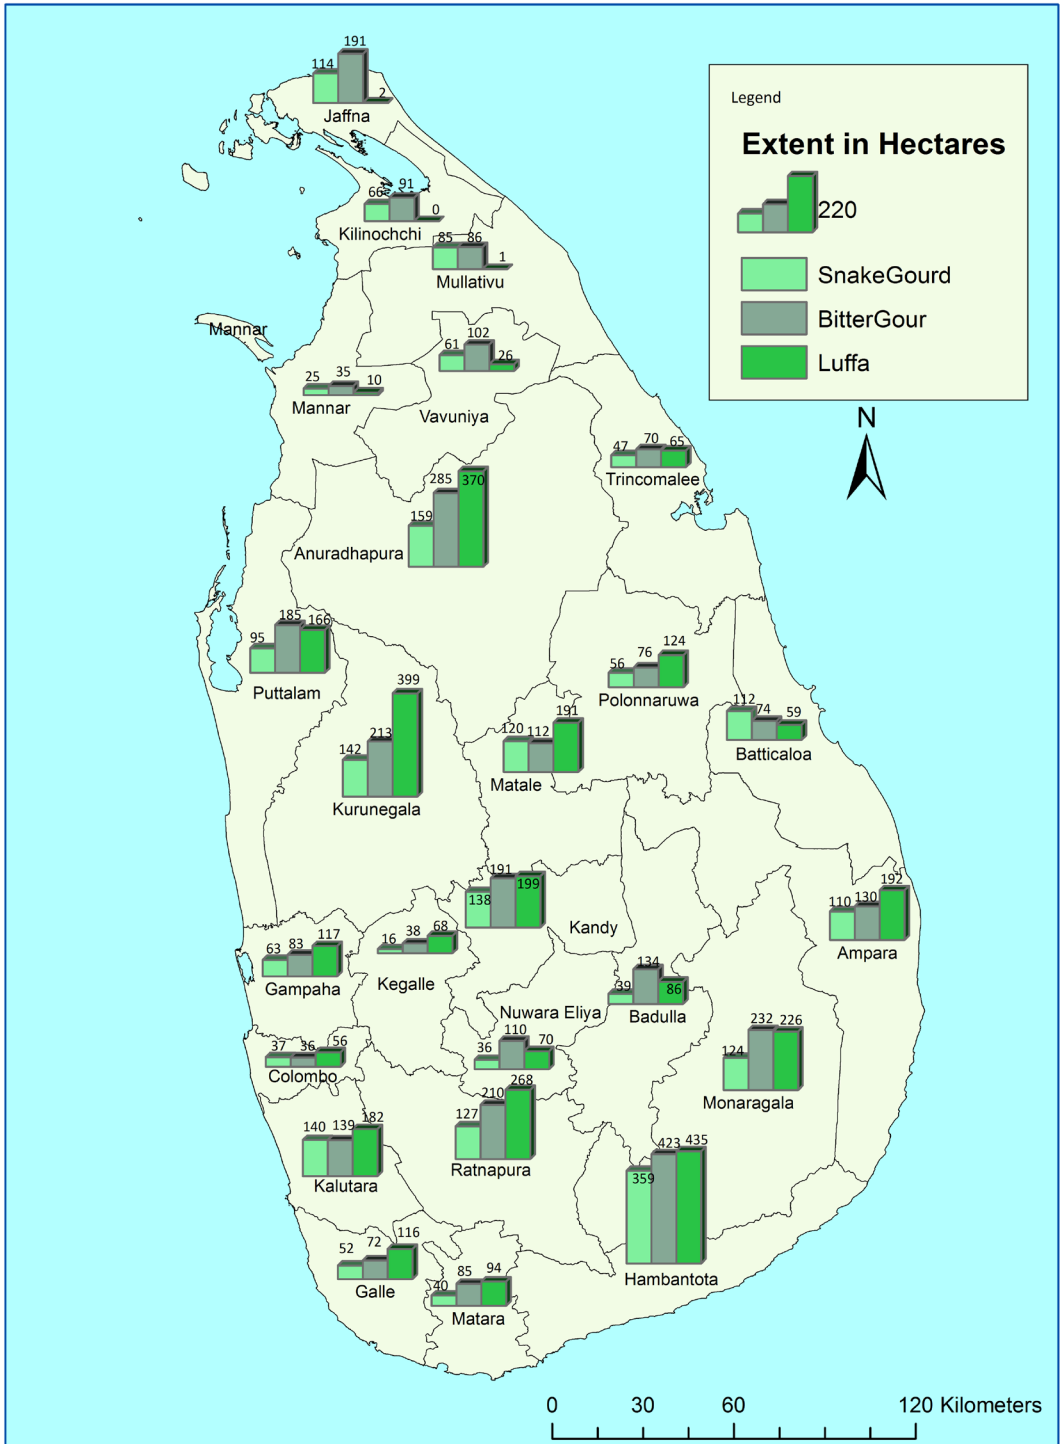 191
114
2
Jaffna
Legend
Extent in Hectares
220
SnakeGourd
BitterGour
Luffa
N
66 91 0
Kilinochchi
85 86 1
Mullativu
Mannar
61 102 26
Vavuniya
25 35 10
Mannar
47 70 65
Trincomalee
159 285 370
Anuradhapura
95 185 166
Puttalam
56 76 124
Polonnaruwa
112 74 59
Batticaloa
142 213 399
Kurunegala
120 112 191
Matale
138 191 199
Kandy
110 130 192
Ampara
63 83 117
Gampaha
16 38 68
Kegalle
39 134 86
Badulla
Nuwara Eliya
36 110 70
37 36 56
Colombo
124 232 226
Monaragala
127 210 268
Ratnapura
140 139 182
Kalutara
359 423 435
Hambantota
52 72 116
Galle
40 85 94
Matara
0 30 60 120 Kilometers